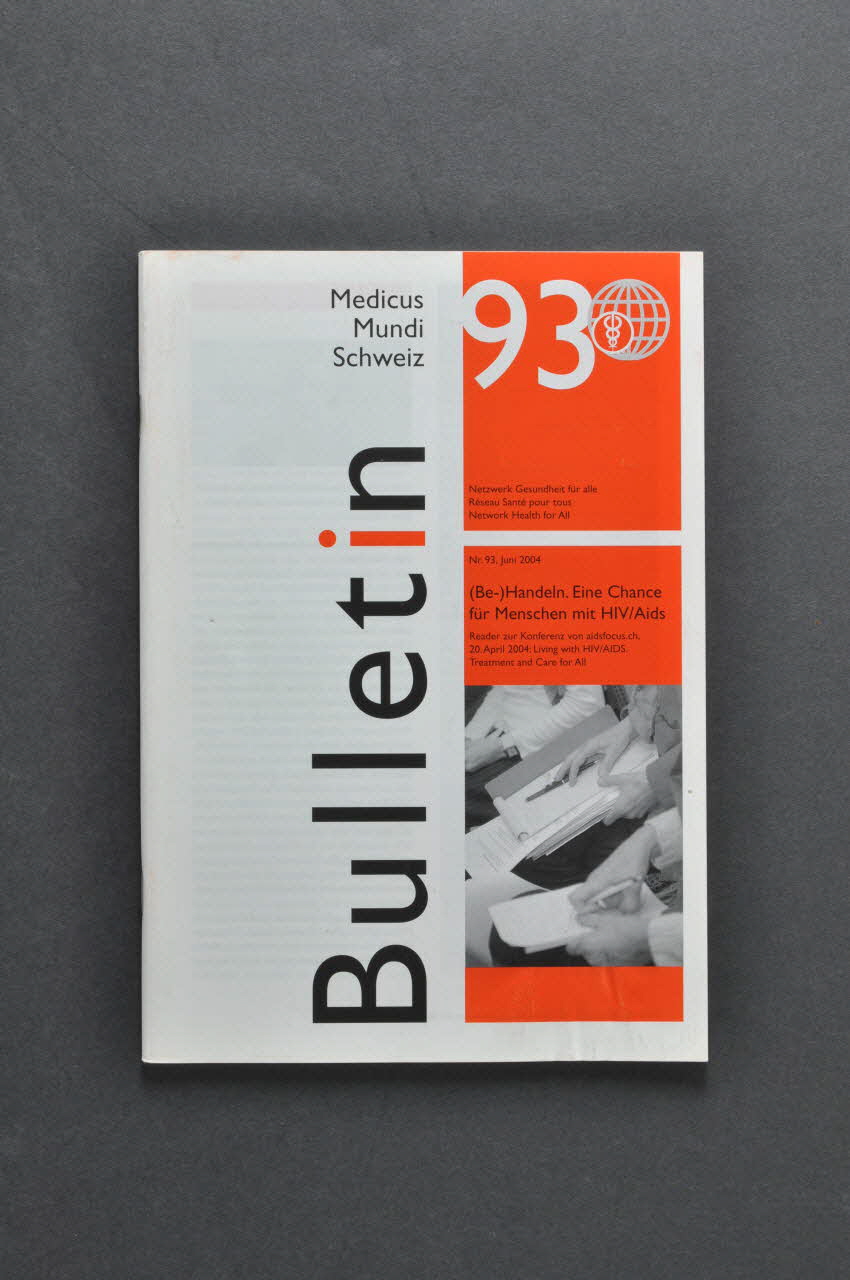 Medicus
Mundi
Schweiz
93
Bulletin
Netzwerk Gesundheit für alle
Réseau Santé pour tous
Network Health for All
Nr. 93, Juni 2004
(Be-)Handeln. Eine Chance
für Menschen mit HIV/Aids
Reader zur Konferenz von aidsfocus.ch,
20. April 2004: Living with HIV/AIDS.
Treatment and Care for All